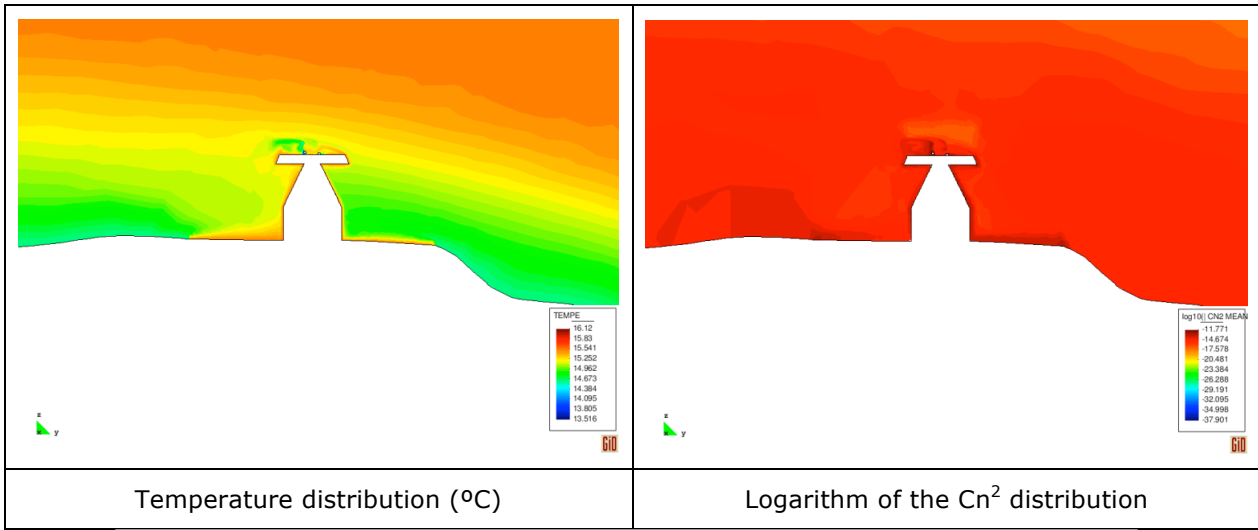 TEMPE
16.12
15.83
15.541
15.252
14.962
14.673
14.384
14.095
13.805
13.516
z
x y
GiD
log10(| CN2 MEAN
-11.771
-14.674
-17.578
-20.481
-23.384
-26.288
-29.191
-32.095
-34.998
-37.901
z
x y
GiD
Temperature distribution (ºC)
Logarithm of the Cn² distribution